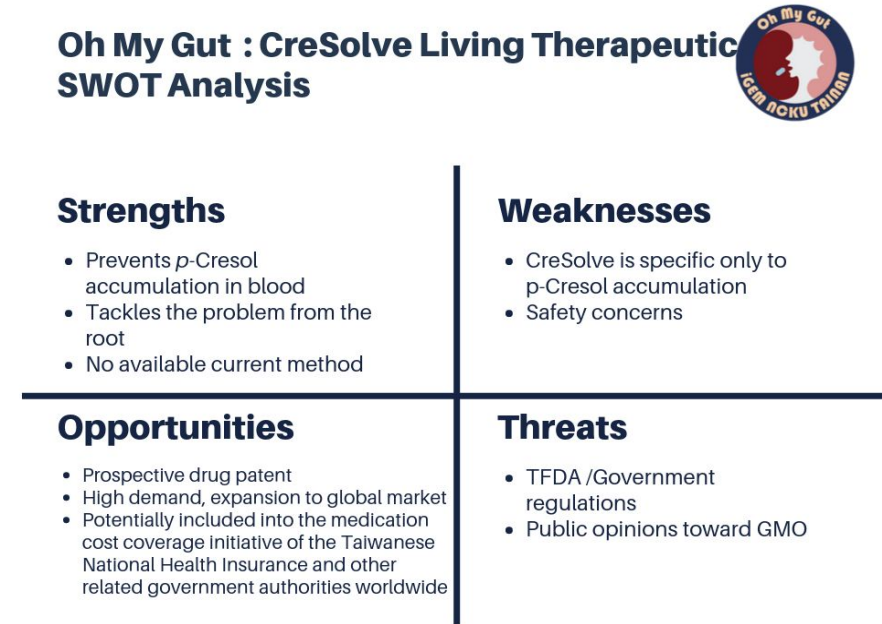 Oh My Gut : CreSolve Living Therapeutic
SWOT Analysis
Oh My Gut
iGEM NCKU TAINAN
Strengths
• Prevents p-Cresol
accumulation in blood
• Tackles the problem from the
root
• No available current method
Weaknesses
• CreSolve is specific only to
p-Cresol accumulation
• Safety concerns
Opportunities
• Prospective drug patent
• High demand, expansion to global market
• Potentially included into the medication
cost coverage initiative of the Taiwanese
National Health Insurance and other
related government authorities worldwide
Threats
• TFDA /Government
regulations
• Public opinions toward GMO